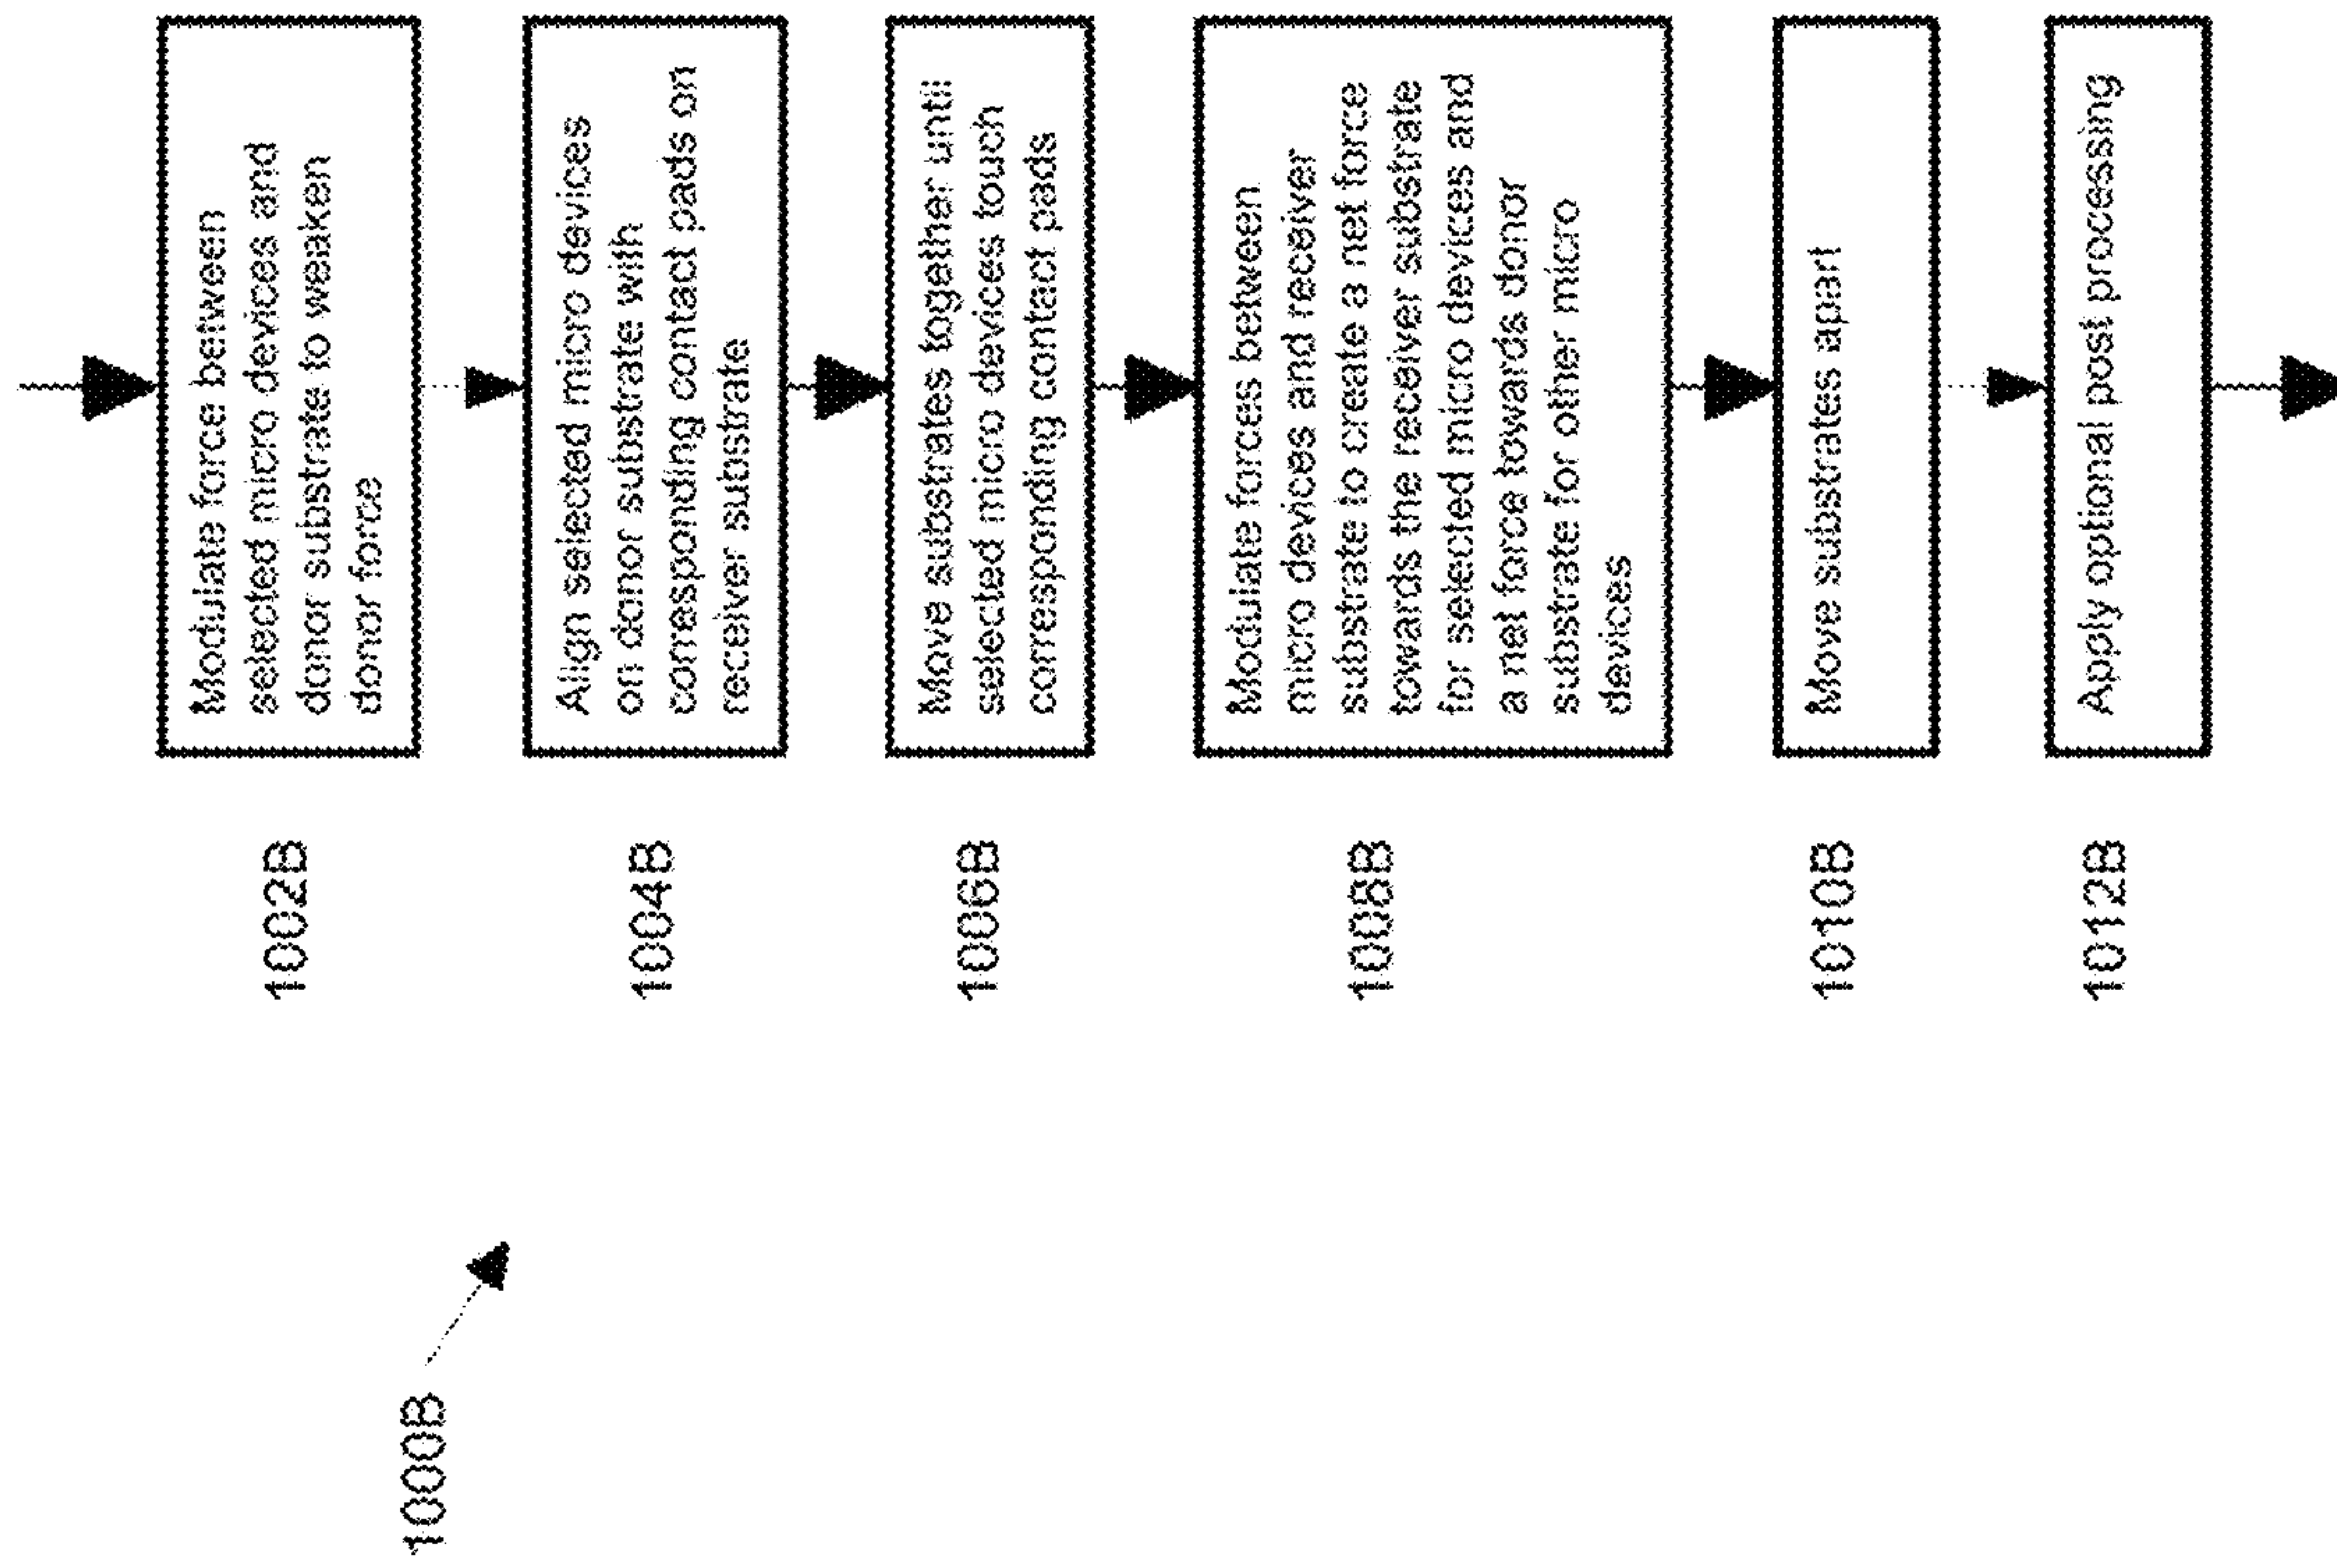 1000B
1002B
Modulate force between
selected micro devices and
donor substrate to weaken
donor force
1004B
Align selected micro devices
on donor substrate with
corresponding contact pads on
receiver substrate
1006B
Move substrates together until
selected micro devices touch
corresponding contact pads
1008B
Modulate forces between
micro devices and receiver
substrate to create a net force
towards the receiver substrate
for selected micro devices and
a net force towards donor
substrate for other micro
devices
1010B
Move substrates apart
1012B
Apply optional post processing